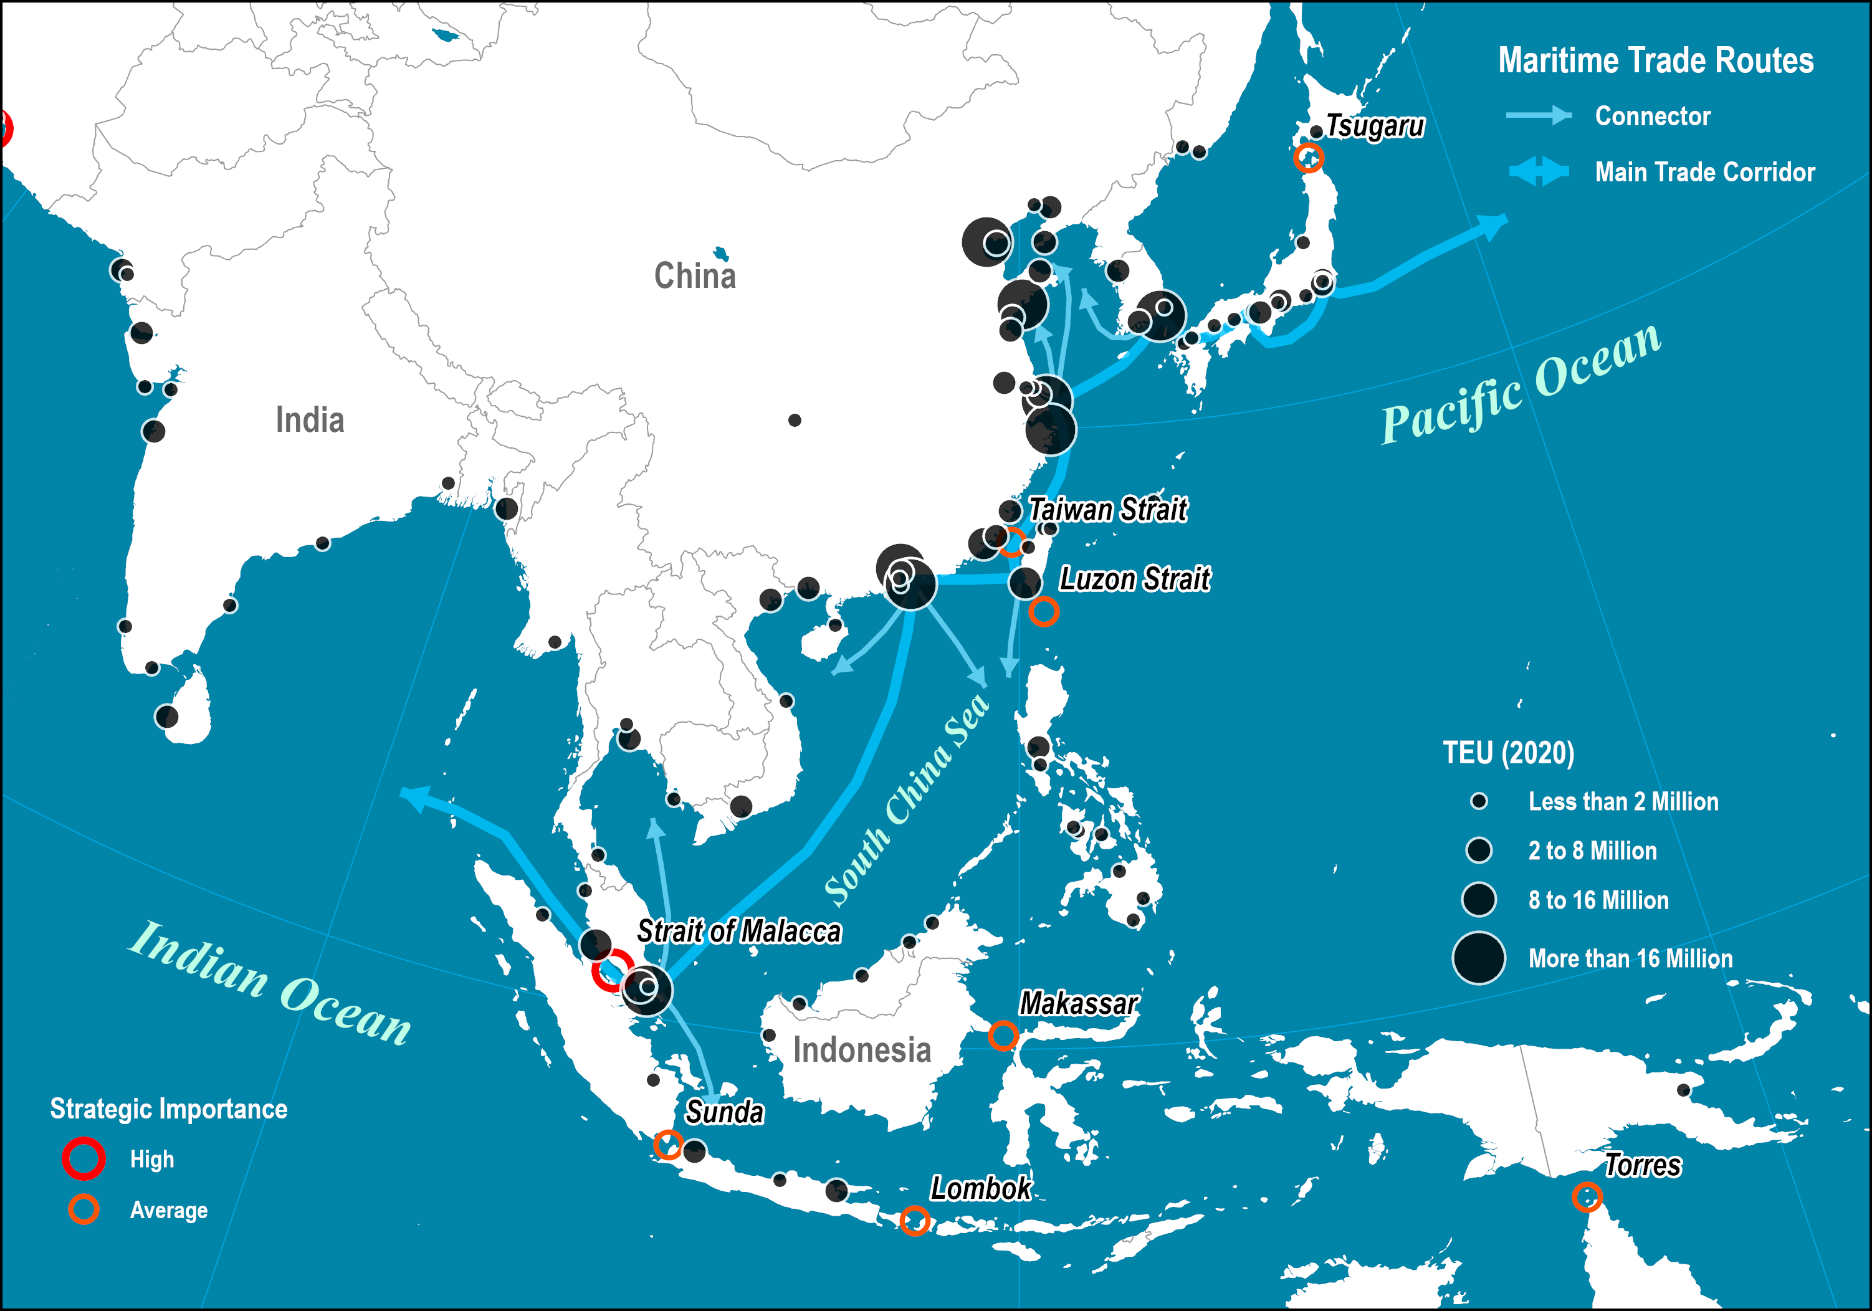 Maritime Trade Routes
Connector
Main Trade Corridor
Tsugaru
China
India
Pacific Ocean
Taiwan Strait
Luzon Strait
South China Sea
TEU (2020)
Less than 2 Million
2 to 8 Million
8 to 16 Million
More than 16 Million
Strait of Malacca
Indian Ocean
Makassar
Indonesia
Sunda
Lombok
Torres
Strategic Importance
High
Average